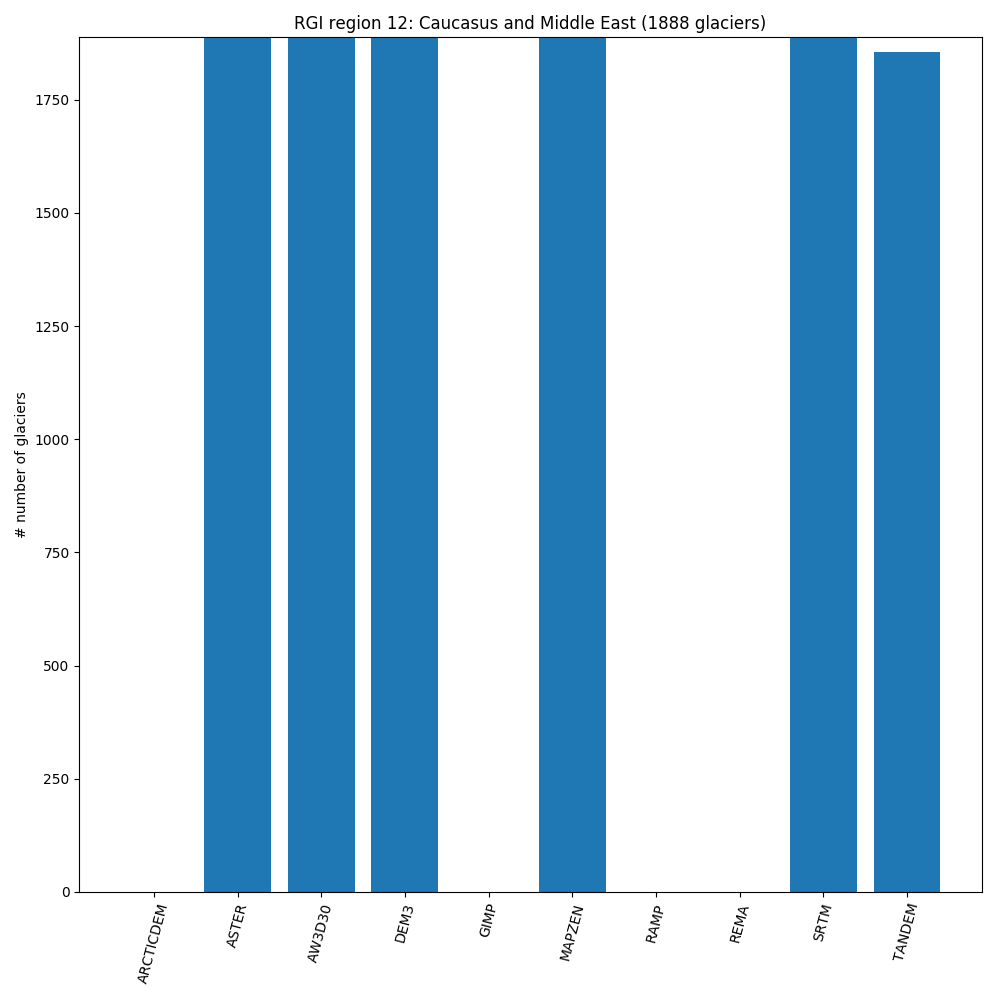 RGI region 12: Caucasus and Middle East (1888 glaciers)
# number of glaciers
1750
1500
1250
1000
750
500
250
0
ARCTICDEM
ASTER
AW3D30
DEM3
GIMP
MAPZEN
RAMP
REMA
SRTM
TANDEM